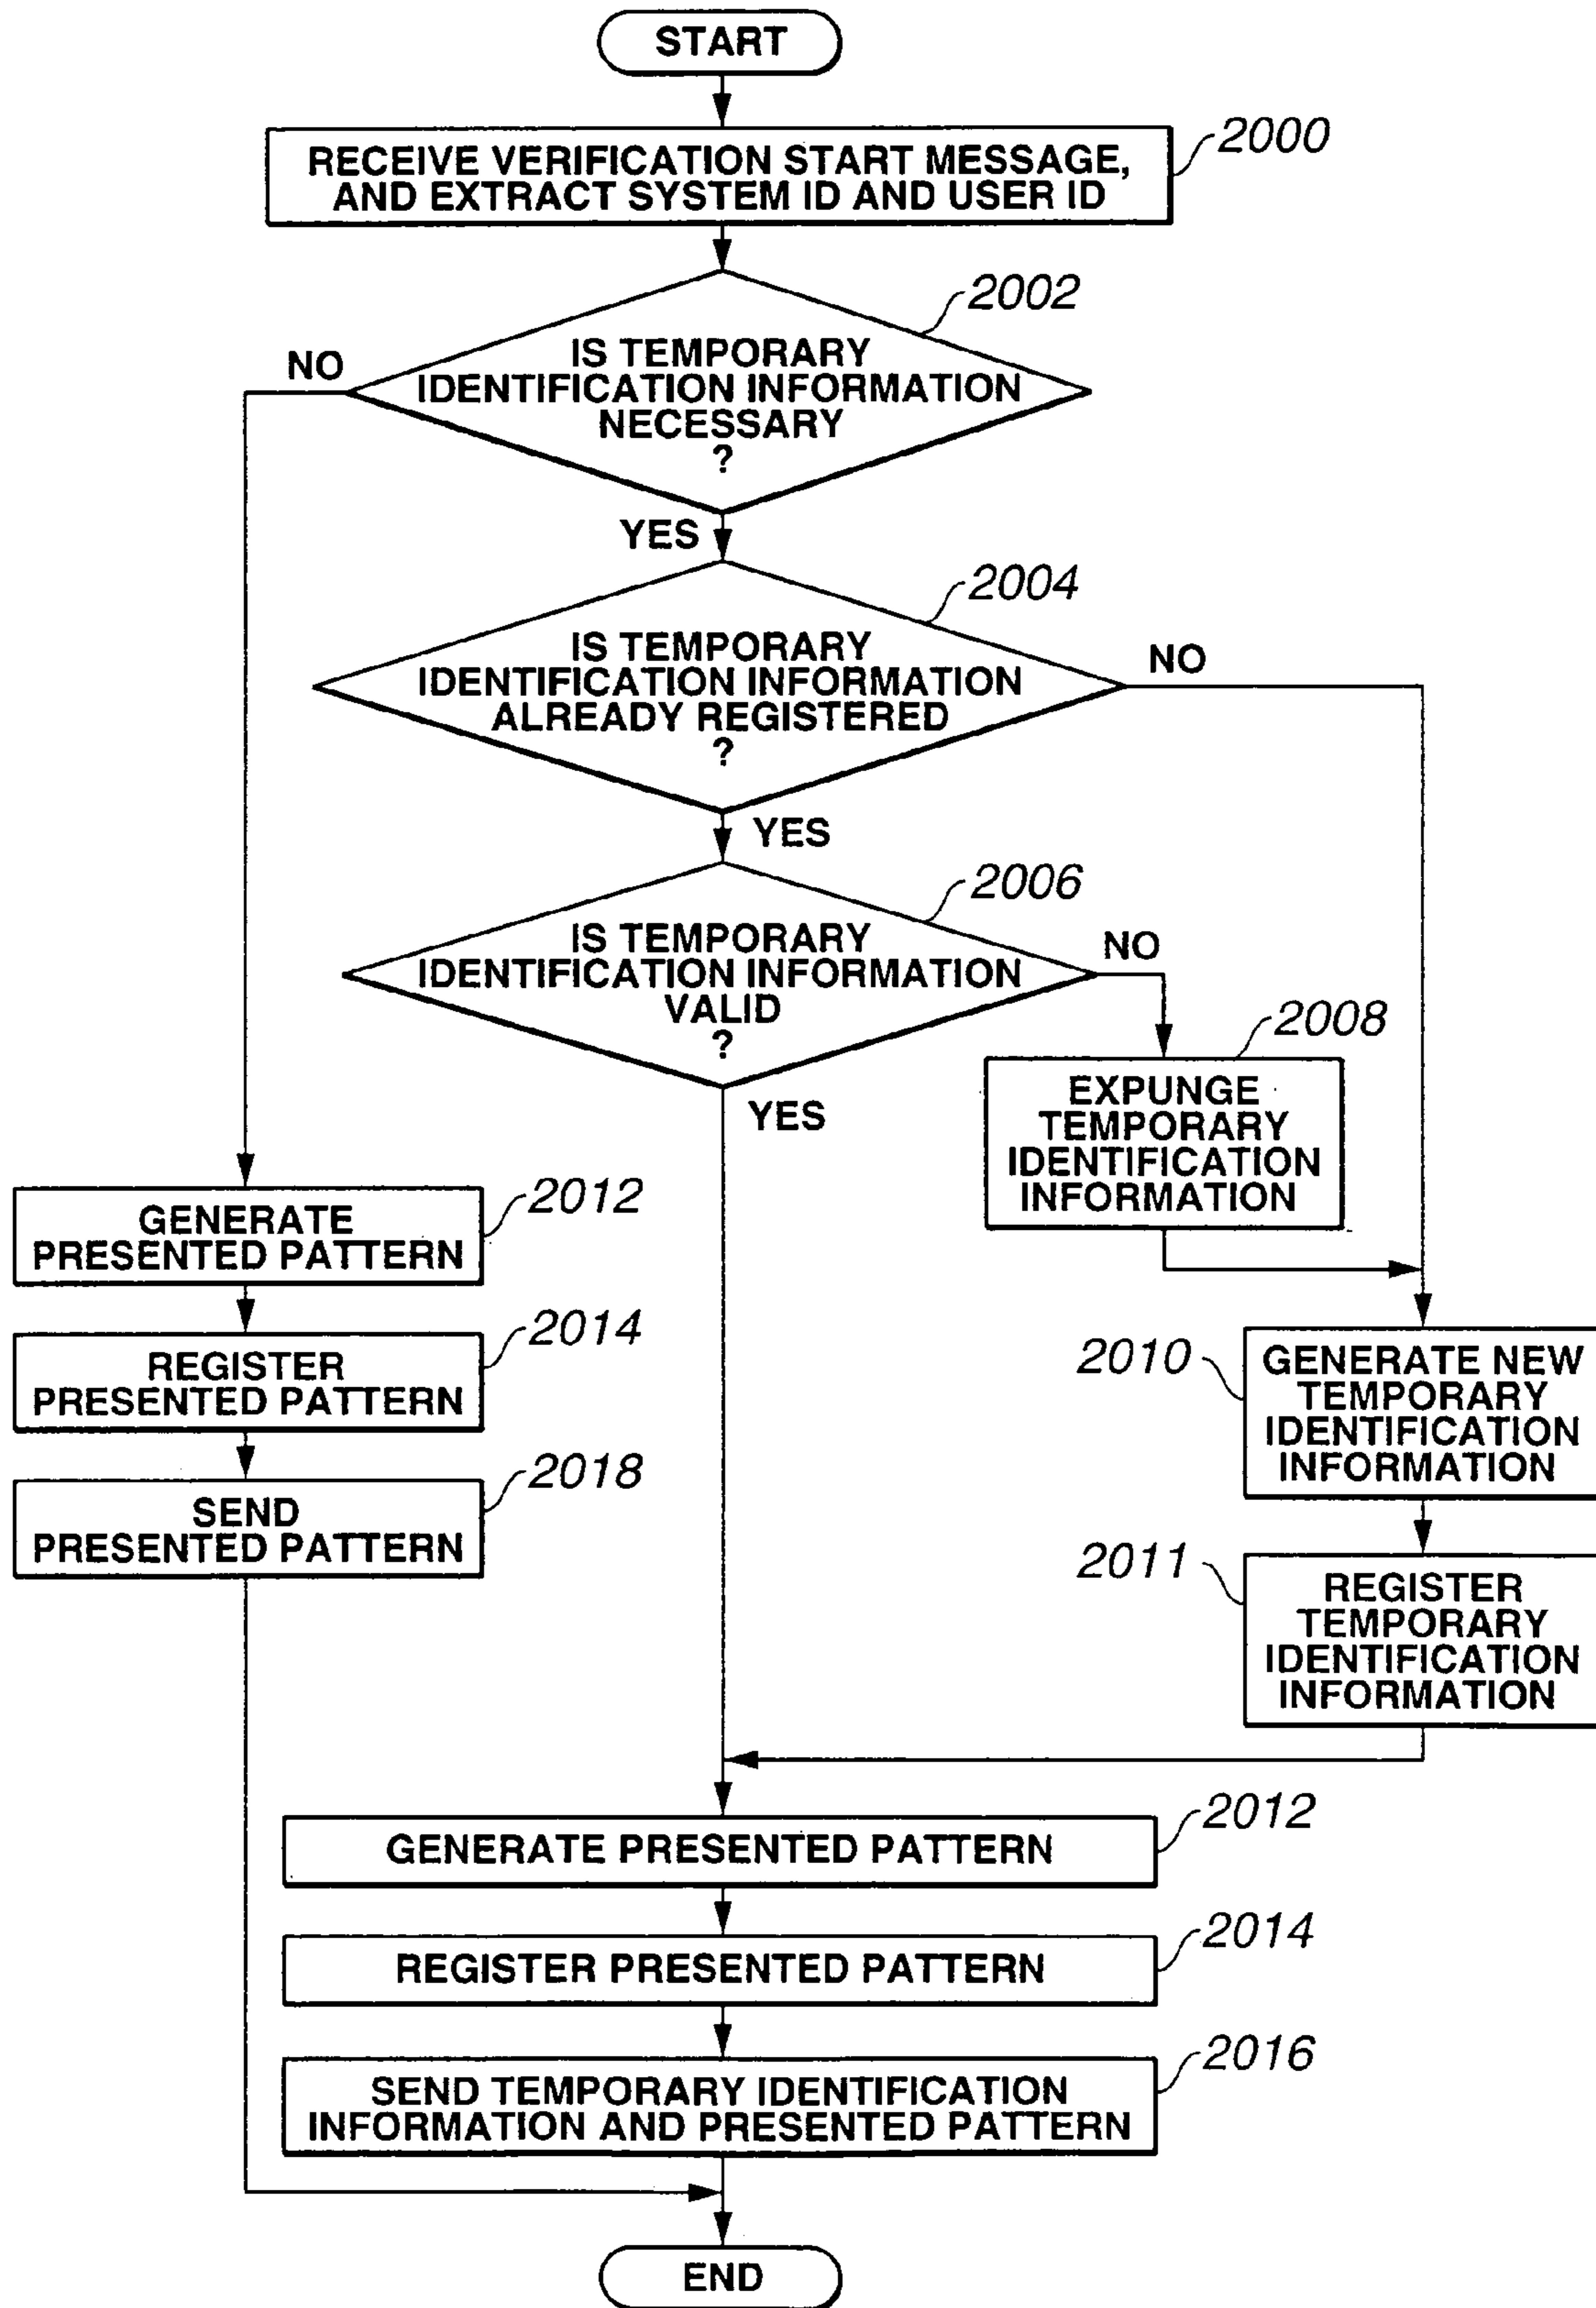 START
RECEIVE VERIFICATION START MESSAGE,
AND EXTRACT SYSTEM ID AND USER ID
2000
2002
IS TEMPORARY
IDENTIFICATION INFORMATION
NECESSARY
?
NO
YES
2004
IS TEMPORARY
IDENTIFICATION INFORMATION
ALREADY REGISTERED
?
NO
YES
2006
IS TEMPORARY
IDENTIFICATION INFORMATION
VALID
?
NO
YES
2008
EXPUNGE
TEMPORARY
IDENTIFICATION
INFORMATION
2012
GENERATE
PRESENTED PATTERN
2014
REGISTER
PRESENTED PATTERN
2018
SEND
PRESENTED PATTERN
2010
GENERATE NEW
TEMPORARY
IDENTIFICATION
INFORMATION
2011
REGISTER
TEMPORARY
IDENTIFICATION
INFORMATION
2012
GENERATE PRESENTED PATTERN
2014
REGISTER PRESENTED PATTERN
2016
SEND TEMPORARY IDENTIFICATION
INFORMATION AND PRESENTED PATTERN
END